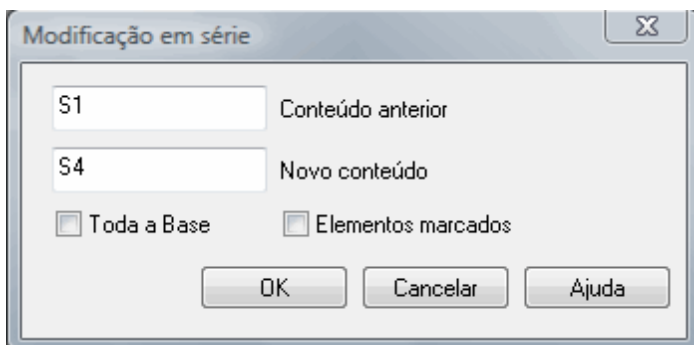 Modificação em série
S1 Conteúdo anterior
S4 Novo conteúdo
Toda a Base Elementos marcados
OK Cancelar Ajuda